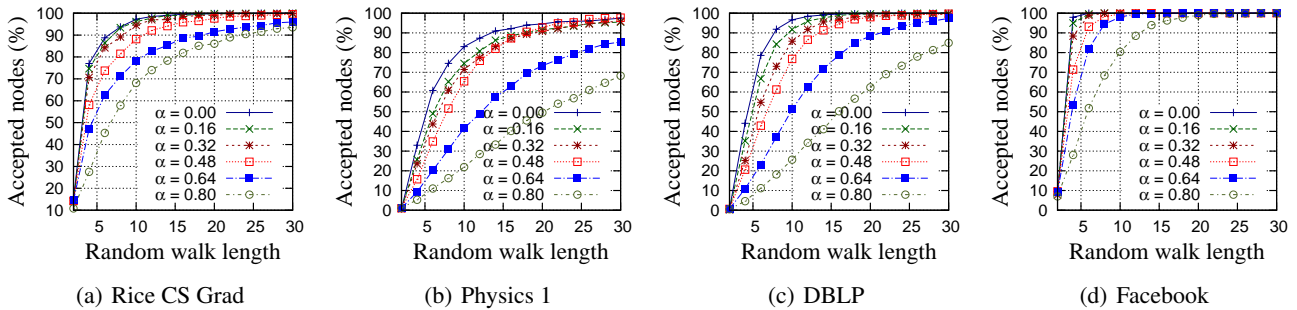 Accepted nodes (%)
100
90
80
70
60
50
40
30
20
10
α = 0.00
α = 0.16
α = 0.32
α = 0.48
α = 0.64
α = 0.80
5 10 15 20 25 30
Random walk length
(a) Rice CS Grad
Accepted nodes (%)
100
90
80
70
60
50
40
30
20
10
0
α = 0.00
α = 0.16
α = 0.32
α = 0.48
α = 0.64
α = 0.80
5 10 15 20 25 30
Random walk length
(b) Physics 1
Accepted nodes (%)
100
90
80
70
60
50
40
30
20
10
0
α = 0.00
α = 0.16
α = 0.32
α = 0.48
α = 0.64
α = 0.80
5 10 15 20 25 30
Random walk length
(c) DBLP
Accepted nodes (%)
100
90
80
70
60
50
40
30
20
10
0
α = 0.00
α = 0.16
α = 0.32
α = 0.48
α = 0.64
α = 0.80
5 10 15 20 25 30
Random walk length
(d) Facebook